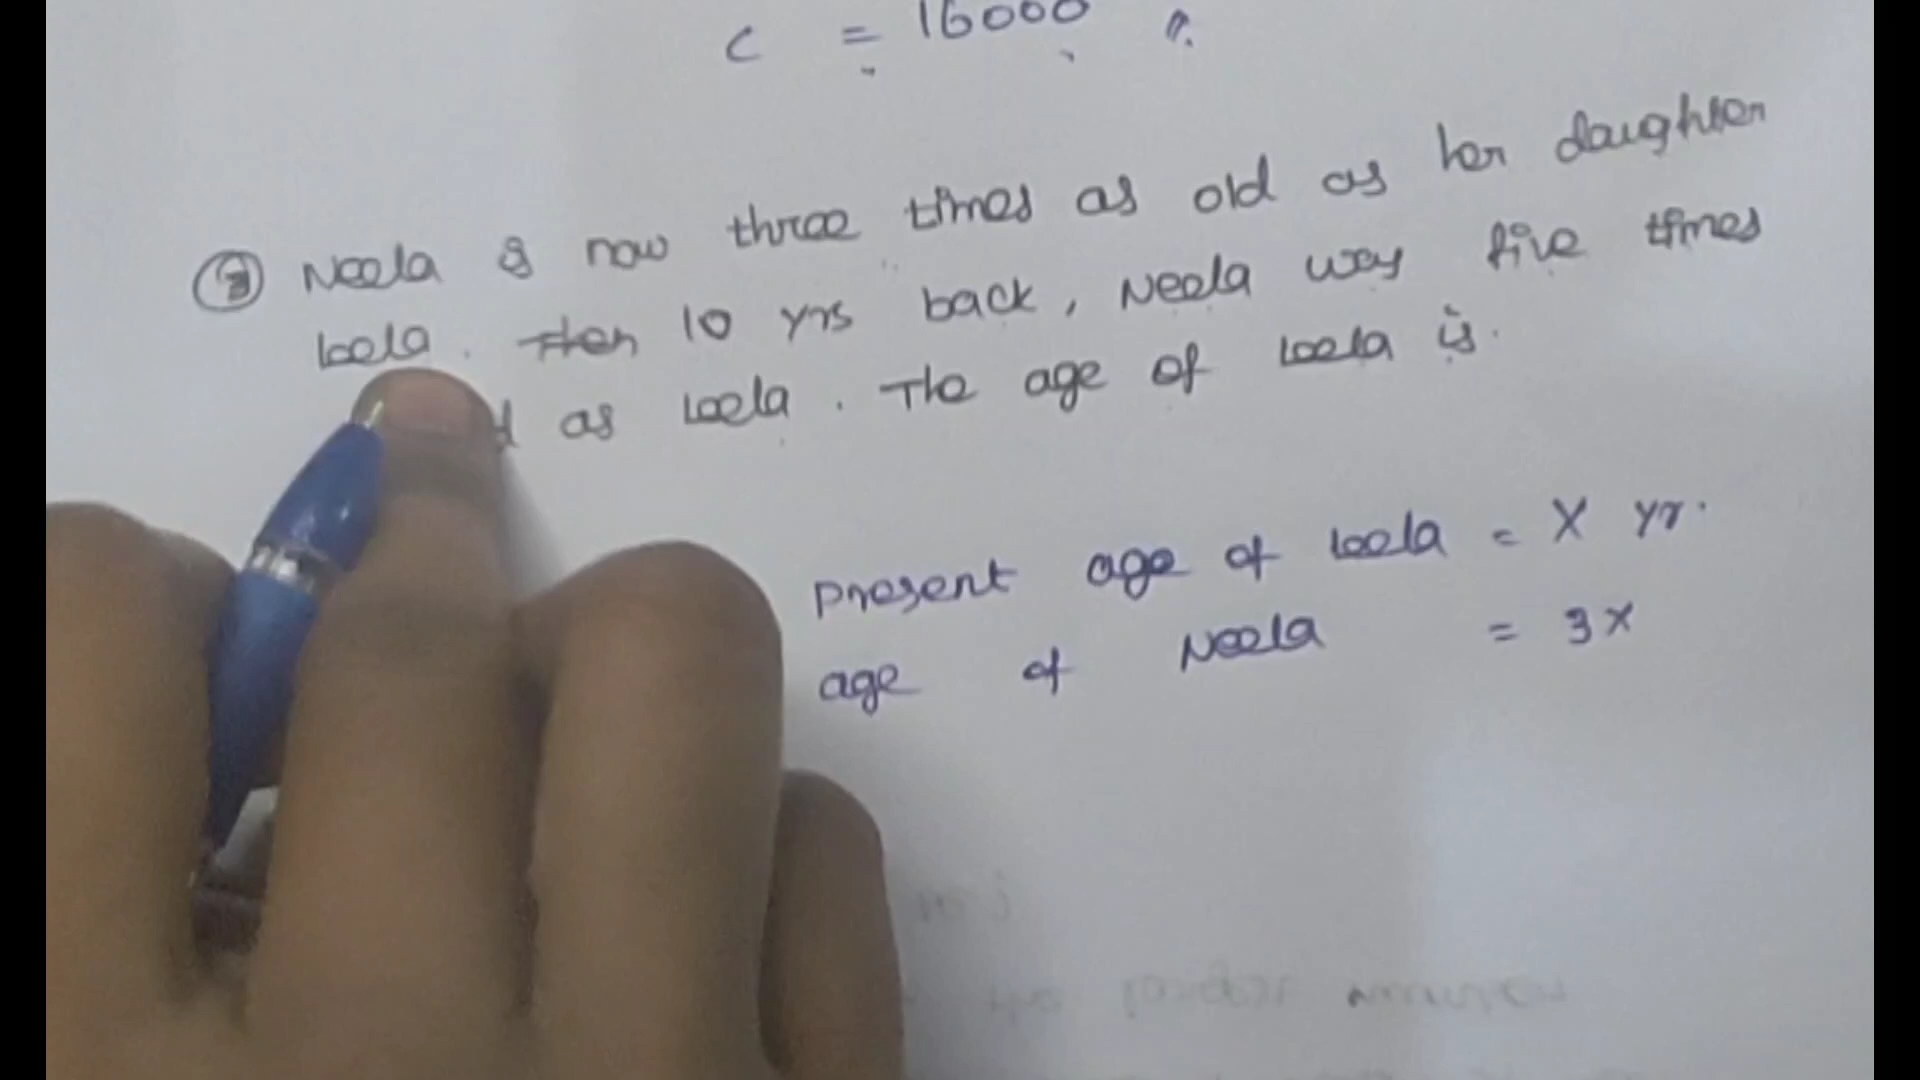 C = 16000
③ Neela is now three times as old as her daughter
Leela. Then 10 yrs back, Neela was five times
as Leela. The age of Leela is.
Present age of Leela = X yr.
age of Neela = 3X